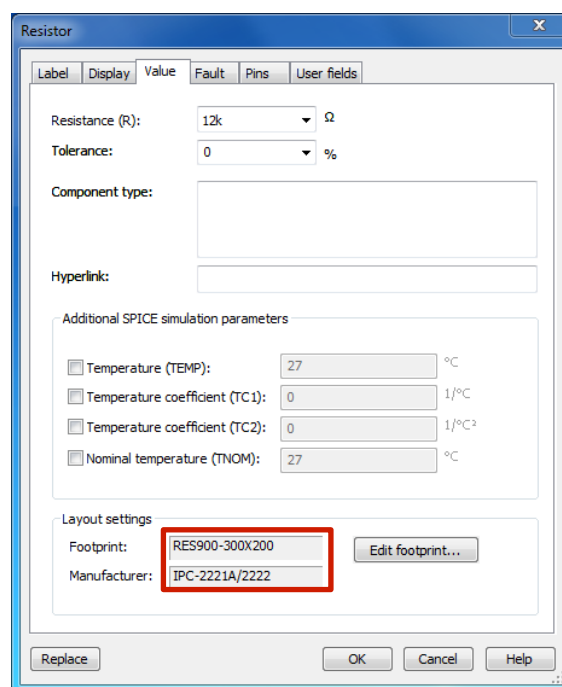 Resistor
x
Label Display Value Fault Pins User fields
Resistance (R): 12k Ω
Tolerance: 0 %
Component type:
Hyperlink:
Additional SPICE simulation parameters
Temperature (TEMP): 27 °C
Temperature coefficient (TC1): 0 1/°C
Temperature coefficient (TC2): 0 1/°C²
Nominal temperature (TNOM): 27 °C
Layout settings
Footprint: RES900-300X200 Edit footprint...
Manufacturer: IPC-2221A/2222
Replace OK Cancel Help